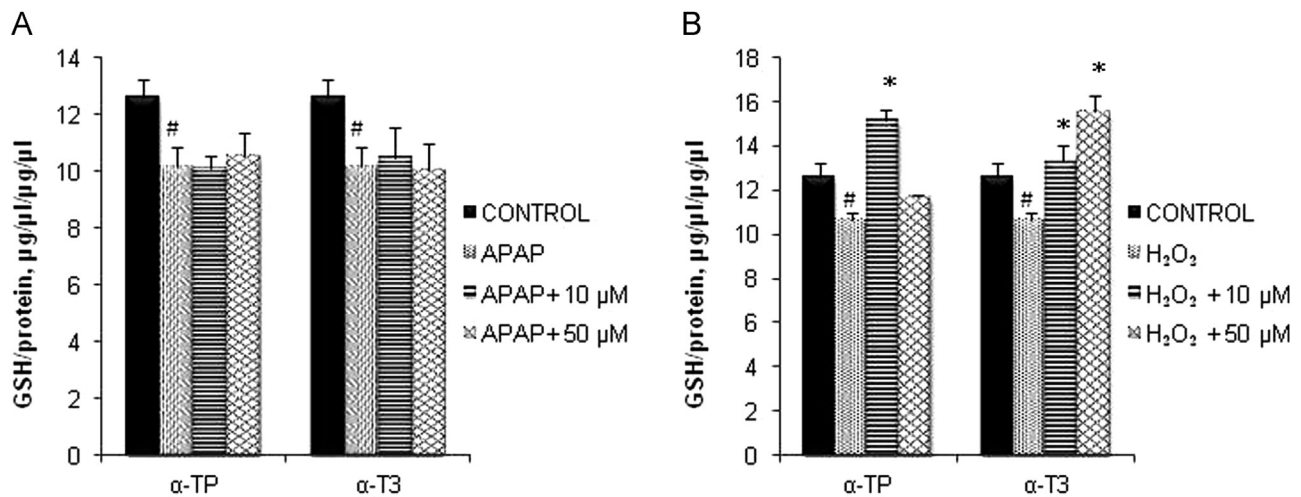 A
GSH/protein, µg/µl/µg/µl
14
12
10
8
6
4
2
0
#
#
α-TP
α-T3
CONTROL
APAP
APAP+ 10 µM
APAP+ 50 µM
B
GSH/protein, µg/µl/µg/µl
18
16
14
12
10
8
6
4
2
0
#
*
#
*
*
α-TP
α-T3
CONTROL
H₂O₂
H₂O₂ + 10 µM
H₂O₂ + 50 µM